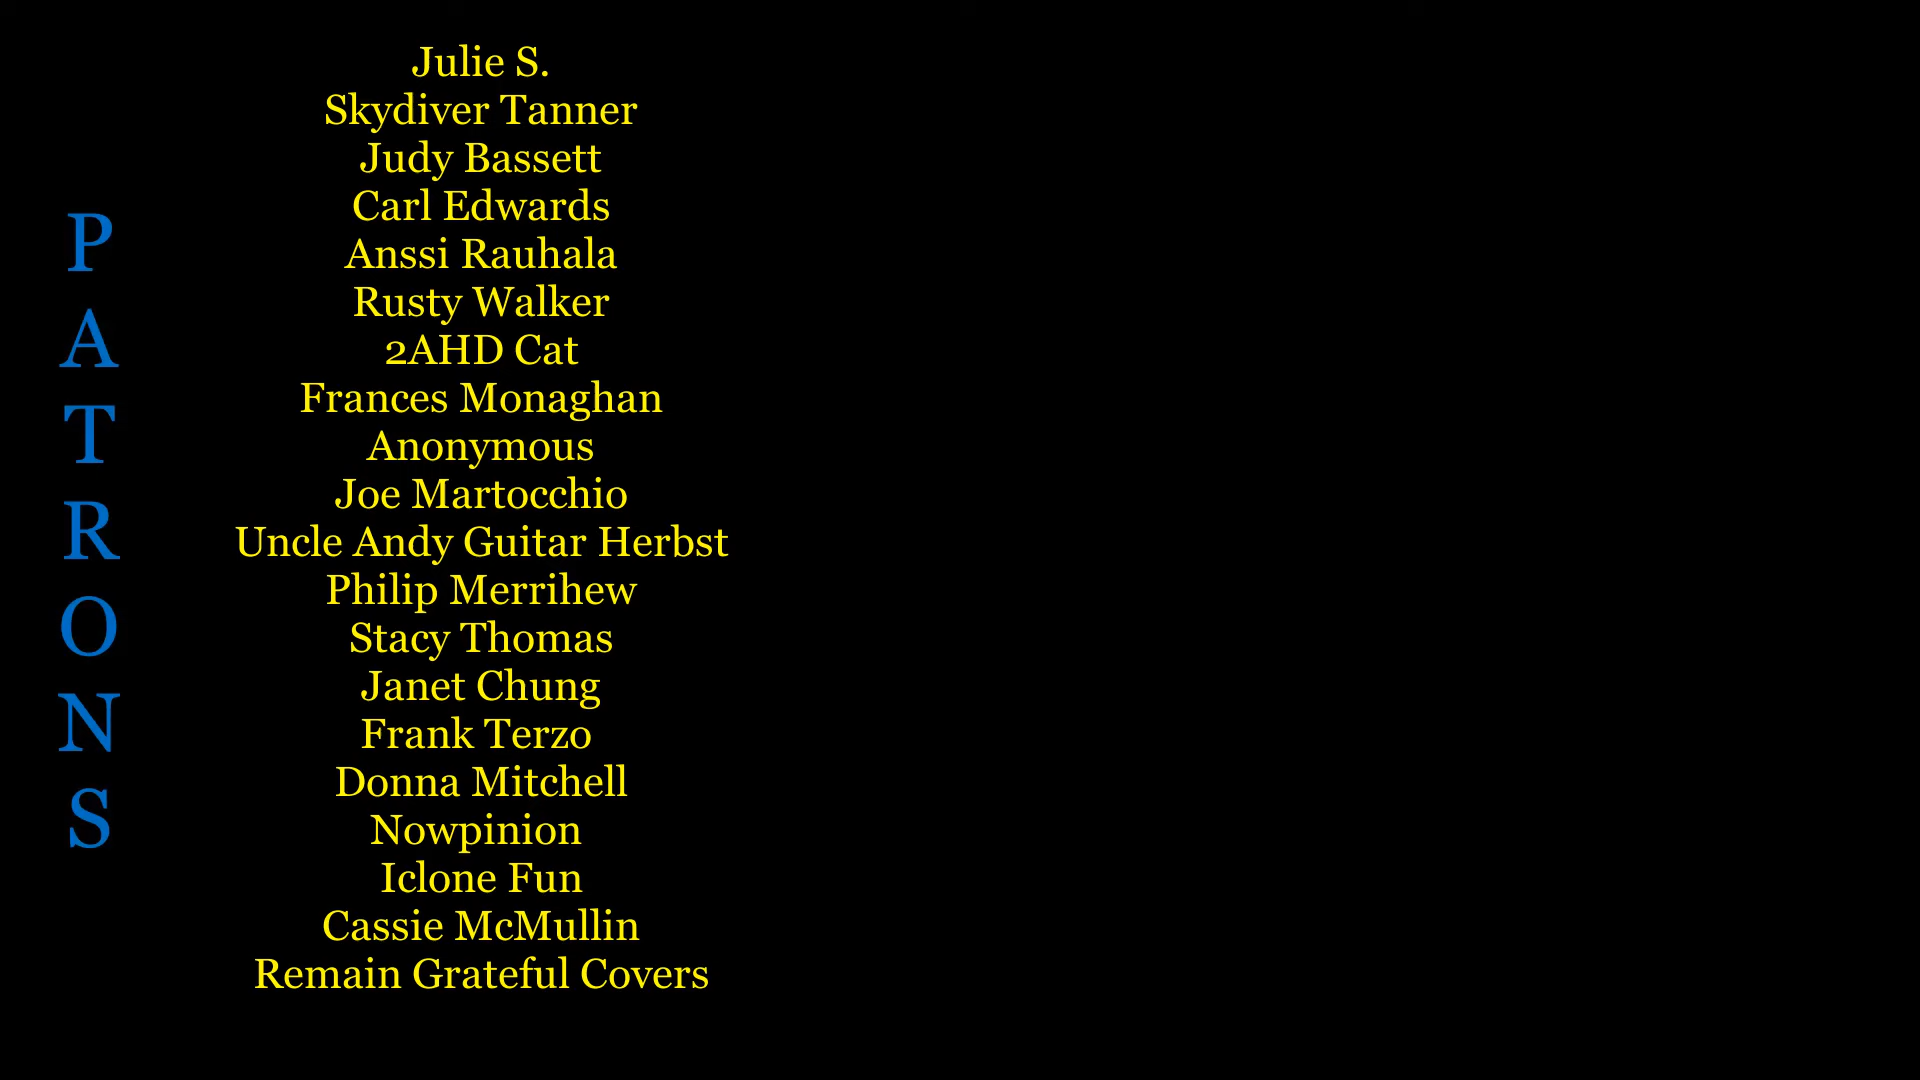 PATRONS
Julie S.
Skydiver Tanner
Judy Bassett
Carl Edwards
Anssi Rauhala
Rusty Walker
2AHD Cat
Frances Monaghan
Anonymous
Joe Martocchio
Uncle Andy Guitar Herbst
Philip Merrihew
Stacy Thomas
Janet Chung
Frank Terzo
Donna Mitchell
Nowpinion
Iclone Fun
Cassie McMullin
Remain Grateful Covers